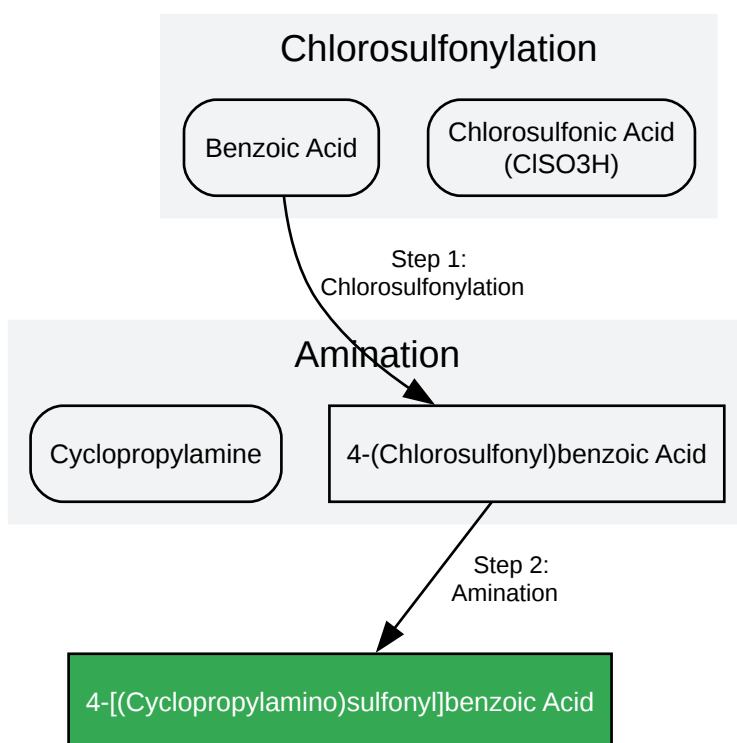 Chlorosulfonylation
Benzoic Acid
Chlorosulfonic Acid
(ClSO3H)
Step 1:
Chlorosulfonylation
Amination
Cyclopropylamine
4-(Chlorosulfonyl)benzoic Acid
Step 2:
Amination
4-[(Cyclopropylamino)sulfonyl]benzoic Acid